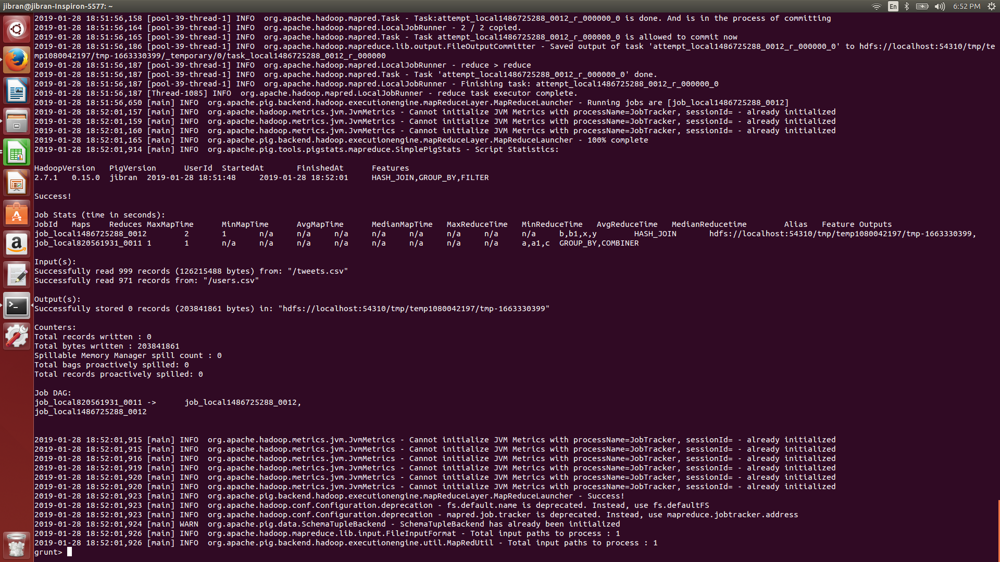 jibran@jibran-Inspiron-5577: ~
En
6:52 PM
2019-01-28 18:51:56,158 [pool-39-thread-1] INFO  org.apache.hadoop.mapred.Task - Task:attempt_local1486725288_0012_r_000000_0 is done. And is in the process of committing
2019-01-28 18:51:56,164 [pool-39-thread-1] INFO  org.apache.hadoop.mapred.LocalJobRunner - 2 / 2 copied.
2019-01-28 18:51:56,165 [pool-39-thread-1] INFO  org.apache.hadoop.mapred.Task - Task attempt_local1486725288_0012_r_000000_0 is allowed to commit now
2019-01-28 18:51:56,186 [pool-39-thread-1] INFO  org.apache.hadoop.mapreduce.lib.output.FileOutputCommitter - Saved output of task 'attempt_local1486725288_0012_r_000000_0' to hdfs://localhost:54310/tmp/te
mp1080042197/tmp-1663330399/_temporary/0/task_local1486725288_0012_r_000000
2019-01-28 18:51:56,187 [pool-39-thread-1] INFO  org.apache.hadoop.mapred.LocalJobRunner - reduce > reduce
2019-01-28 18:51:56,187 [pool-39-thread-1] INFO  org.apache.hadoop.mapred.Task - Task 'attempt_local1486725288_0012_r_000000_0' done.
2019-01-28 18:51:56,187 [pool-39-thread-1] INFO  org.apache.hadoop.mapred.LocalJobRunner - Finishing task: attempt_local1486725288_0012_r_000000_0
2019-01-28 18:51:56,187 [Thread-1085] INFO  org.apache.hadoop.mapred.LocalJobRunner - reduce task executor complete.
2019-01-28 18:51:56,650 [main] INFO  org.apache.pig.backend.hadoop.executionengine.mapReduceLayer.MapReduceLauncher - Running jobs are [job_local1486725288_0012]
2019-01-28 18:52:01,157 [main] INFO  org.apache.hadoop.metrics.jvm.JvmMetrics - Cannot initialize JVM Metrics with processName=JobTracker, sessionId= - already initialized
2019-01-28 18:52:01,159 [main] INFO  org.apache.hadoop.metrics.jvm.JvmMetrics - Cannot initialize JVM Metrics with processName=JobTracker, sessionId= - already initialized
2019-01-28 18:52:01,160 [main] INFO  org.apache.hadoop.metrics.jvm.JvmMetrics - Cannot initialize JVM Metrics with processName=JobTracker, sessionId= - already initialized
2019-01-28 18:52:01,165 [main] INFO  org.apache.pig.backend.hadoop.executionengine.mapReduceLayer.MapReduceLauncher - 100% complete
2019-01-28 18:52:01,914 [main] INFO  org.apache.pig.tools.pigstats.mapreduce.SimplePigStats - Script Statistics:
HadoopVersion   PigVersion      UserId  StartedAt       FinishedAt      Features
2.7.1   0.15.0  jibran  2019-01-28 18:51:48     2019-01-28 18:52:01     HASH_JOIN,GROUP_BY,FILTER
Success!
Job Stats (time in seconds):
JobId   Maps    Reduces MaxMapTime      MinMapTime      AvgMapTime      MedianMapTime   MaxReduceTime   MinReduceTime   AvgReduceTime   MedianReducetime        Alias   Feature Outputs
job_local1486725288_0012        2       1       n/a     n/a     n/a     n/a     n/a     n/a     n/a     n/a     b,b1,x,y        HASH_JOIN       hdfs://localhost:54310/tmp/temp1080042197/tmp-1663330399,
job_local820561931_0011 1       1       n/a     n/a     n/a     n/a     n/a     n/a     n/a     n/a     a,a1,c  GROUP_BY,COMBINER
Input(s):
Successfully read 999 records (126215488 bytes) from: "/tweets.csv"
Successfully read 971 records from: "/users.csv"
Output(s):
Successfully stored 0 records (203841861 bytes) in: "hdfs://localhost:54310/tmp/temp1080042197/tmp-1663330399"
Counters:
Total records written : 0
Total bytes written : 203841861
Spillable Memory Manager spill count : 0
Total bags proactively spilled: 0
Total records proactively spilled: 0
Job DAG:
job_local820561931_0011 ->      job_local1486725288_0012,
job_local1486725288_0012
2019-01-28 18:52:01,915 [main] INFO  org.apache.hadoop.metrics.jvm.JvmMetrics - Cannot initialize JVM Metrics with processName=JobTracker, sessionId= - already initialized
2019-01-28 18:52:01,915 [main] INFO  org.apache.hadoop.metrics.jvm.JvmMetrics - Cannot initialize JVM Metrics with processName=JobTracker, sessionId= - already initialized
2019-01-28 18:52:01,916 [main] INFO  org.apache.hadoop.metrics.jvm.JvmMetrics - Cannot initialize JVM Metrics with processName=JobTracker, sessionId= - already initialized
2019-01-28 18:52:01,919 [main] INFO  org.apache.hadoop.metrics.jvm.JvmMetrics - Cannot initialize JVM Metrics with processName=JobTracker, sessionId= - already initialized
2019-01-28 18:52:01,920 [main] INFO  org.apache.hadoop.metrics.jvm.JvmMetrics - Cannot initialize JVM Metrics with processName=JobTracker, sessionId= - already initialized
2019-01-28 18:52:01,920 [main] INFO  org.apache.hadoop.metrics.jvm.JvmMetrics - Cannot initialize JVM Metrics with processName=JobTracker, sessionId= - already initialized
2019-01-28 18:52:01,923 [main] INFO  org.apache.pig.backend.hadoop.executionengine.mapReduceLayer.MapReduceLauncher - Success!
2019-01-28 18:52:01,923 [main] INFO  org.apache.hadoop.conf.Configuration.deprecation - fs.default.name is deprecated. Instead, use fs.defaultFS
2019-01-28 18:52:01,923 [main] INFO  org.apache.hadoop.conf.Configuration.deprecation - mapred.job.tracker is deprecated. Instead, use mapreduce.jobtracker.address
2019-01-28 18:52:01,924 [main] WARN  org.apache.pig.data.SchemaTupleBackend - SchemaTupleBackend has already been initialized
2019-01-28 18:52:01,926 [main] INFO  org.apache.hadoop.mapreduce.lib.input.FileInputFormat - Total input paths to process : 1
2019-01-28 18:52:01,926 [main] INFO  org.apache.pig.backend.hadoop.executionengine.util.MapRedUtil - Total input paths to process : 1
grunt>